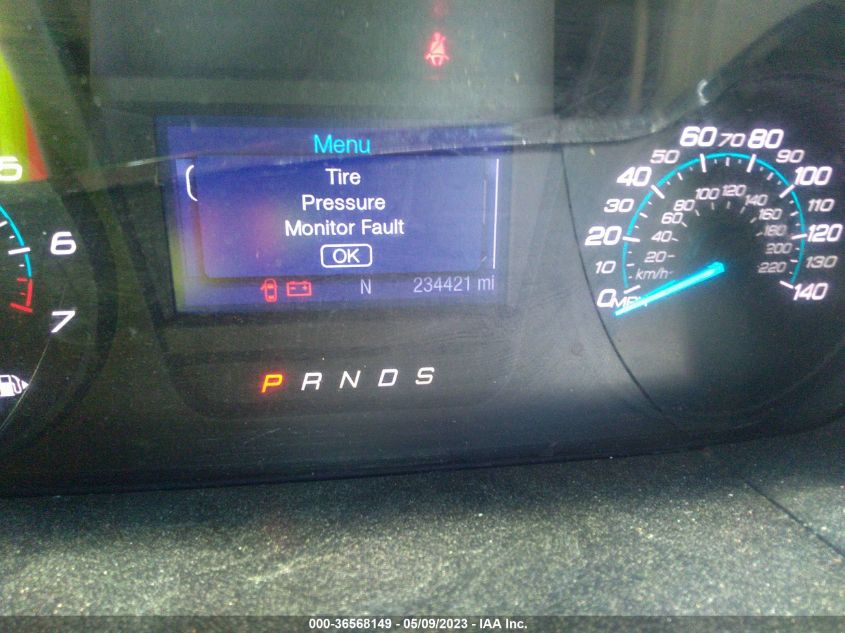 Menu
Tire
Pressure
Monitor Fault
OK
N 234421 mi
P R N D S
5
6
7
0 MPH
10
20
30
40
50
60
70
80
90
100
110
120
130
140
km/h
20
40
60
80
100
120
140
160
180
200
220
000-36568149 - 05/09/2023 - IAA Inc.